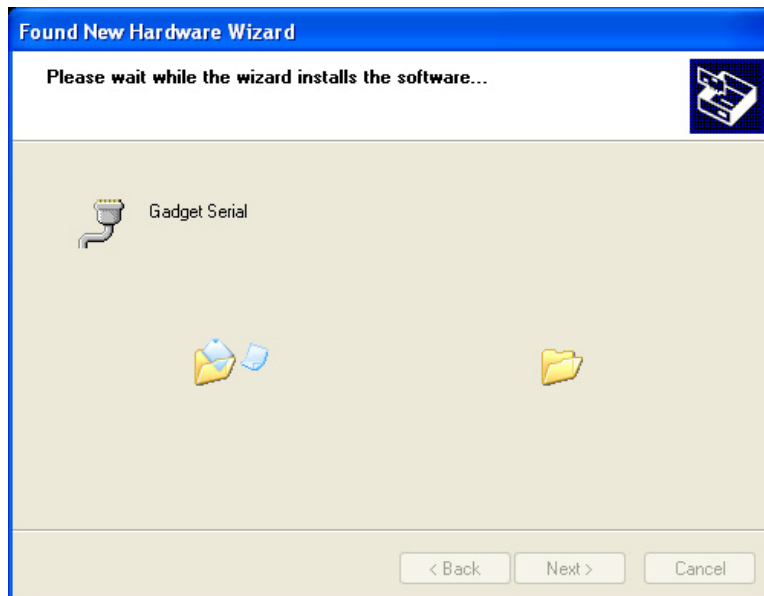 Found New Hardware Wizard
Please wait while the wizard installs the software...
Gadget Serial
< Back
Next >
Cancel